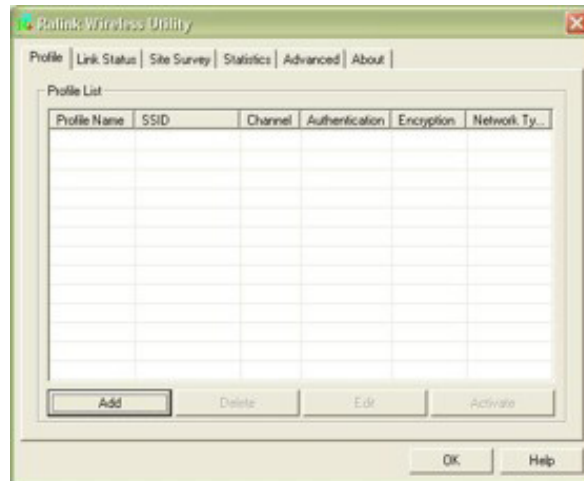 Ralink Wireless Utility
Profile Link Status Site Survey Statistics Advanced About
Profile List
Profile Name SSID Channel Authentication Encryption Network Ty...
Add Delete Edit Activate
OK Help